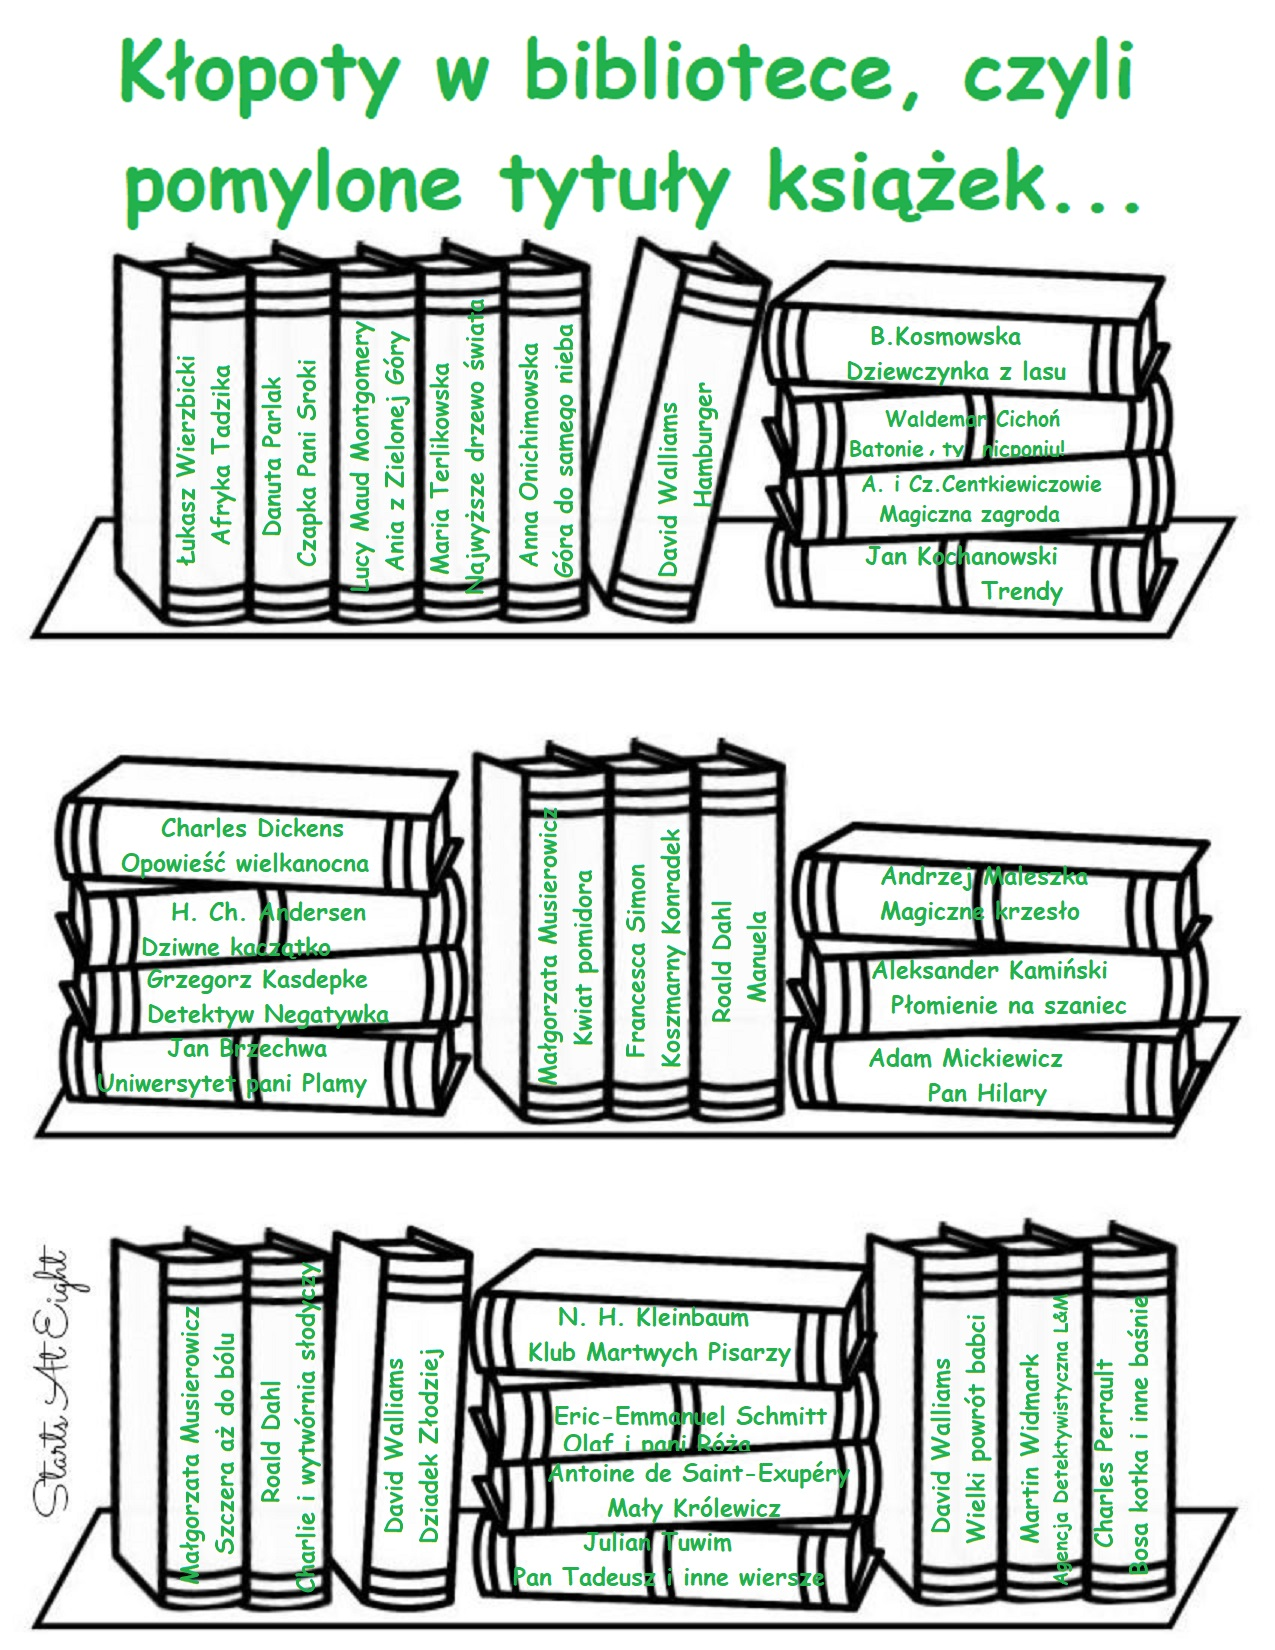 Kłopoty w bibliotece, czyli
pomylone tytuły książek...
Łukasz Wierzbicki
Afryka Tadzika
Danuta Parlak
Czapka Pani Sroki
Lucy Maud Montgomery
Ania z Zielonej Góry
Maria Terlikowska
Najwyższe drzewo świata
Anna Onichimowska
Góra do samego nieba
David Walliams
Hamburger
B.Kosmowska
Dziewczynka z lasu
Waldemar Cichoń
Batonie, ty nicponiu!
A. i Cz.Centkiewiczowie
Magiczna zagroda
Jan Kochanowski
Trendy
Charles Dickens
Opowieść wielkanocna
H. Ch. Andersen
Dziwne kaczątko
Grzegorz Kasdepke
Detektyw Negatywka
Jan Brzechwa
Uniwersytet pani Plamy
Małgorzata Musierowicz
Kwiat pomidora
Francesca Simon
Koszmarny Konradek
Roald Dahl
Manuela
Andrzej Maleszka
Magiczne krzesło
Aleksander Kamiński
Płomienie na szaniec
Adam Mickiewicz
Pan Hilary
Starts At Eight
Małgorzata Musierowicz
Szczera aż do bólu
Roald Dahl
Charlie i wytwórnia słodyczy
David Walliams
Dziadek Złodziej
N. H. Kleinbaum
Klub Martwych Pisarzy
Eric-Emmanuel Schmitt
Olaf i pani Róża
Antoine de Saint-Exupéry
Mały Królewicz
Julian Tuwim
Pan Tadeusz i inne wiersze
David Walliams
Wielki powrót babci
Martin Widmark
Agencja Detektywistyczna L&M
Charles Perrault
Bosa kotka i inne baśnie